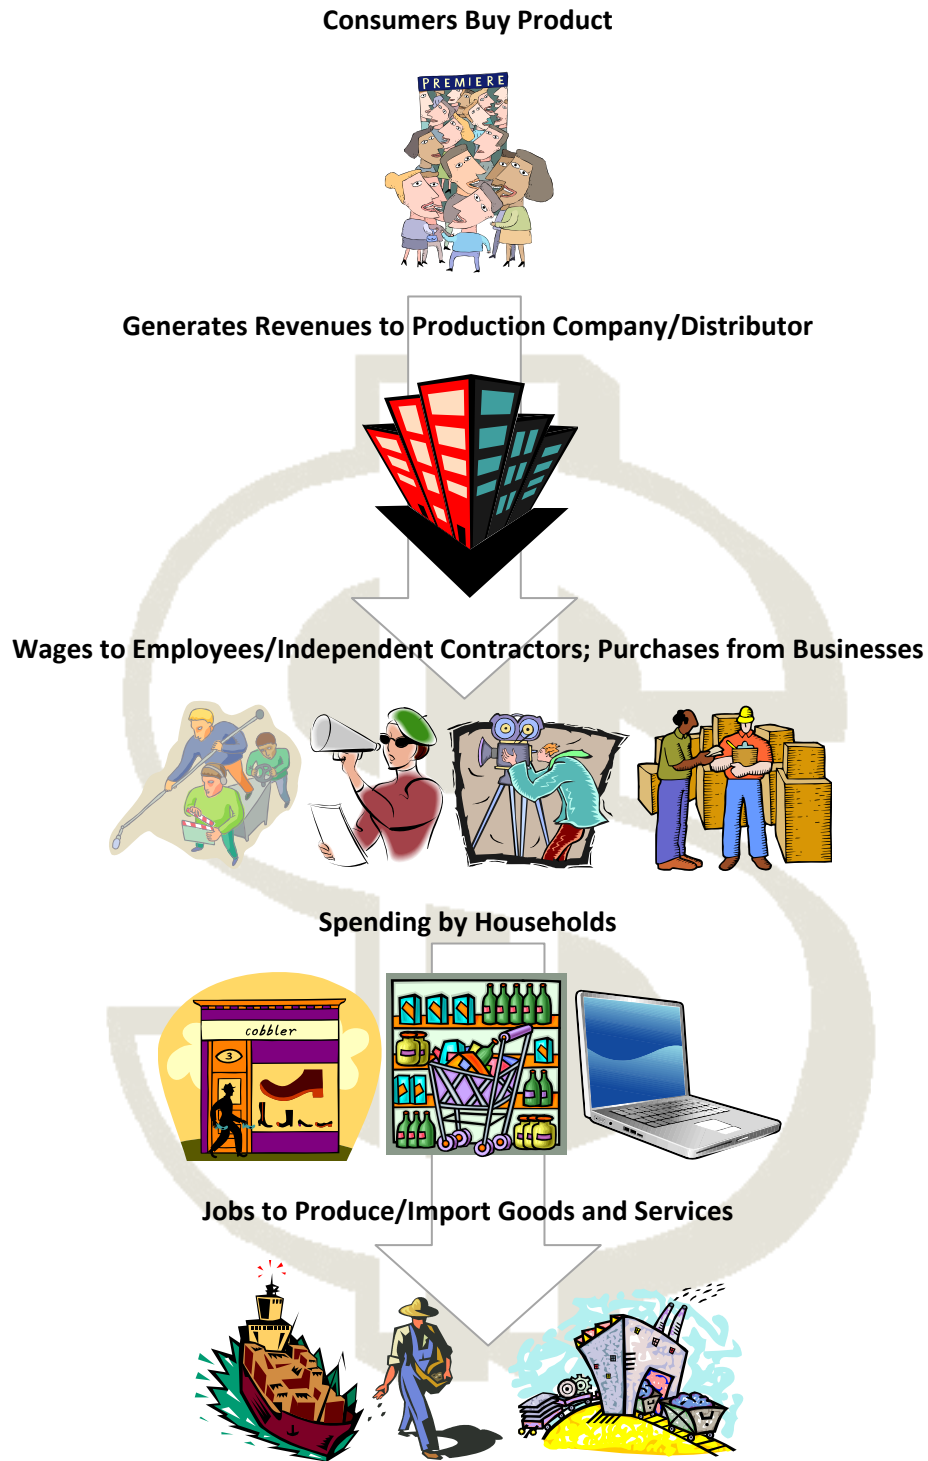 Consumers Buy Product
PREMIERE
Generates Revenues to Production Company/Distributor
Wages to Employees/Independent Contractors; Purchases from Businesses
Spending by Households
cobbler
3
Jobs to Produce/Import Goods and Services